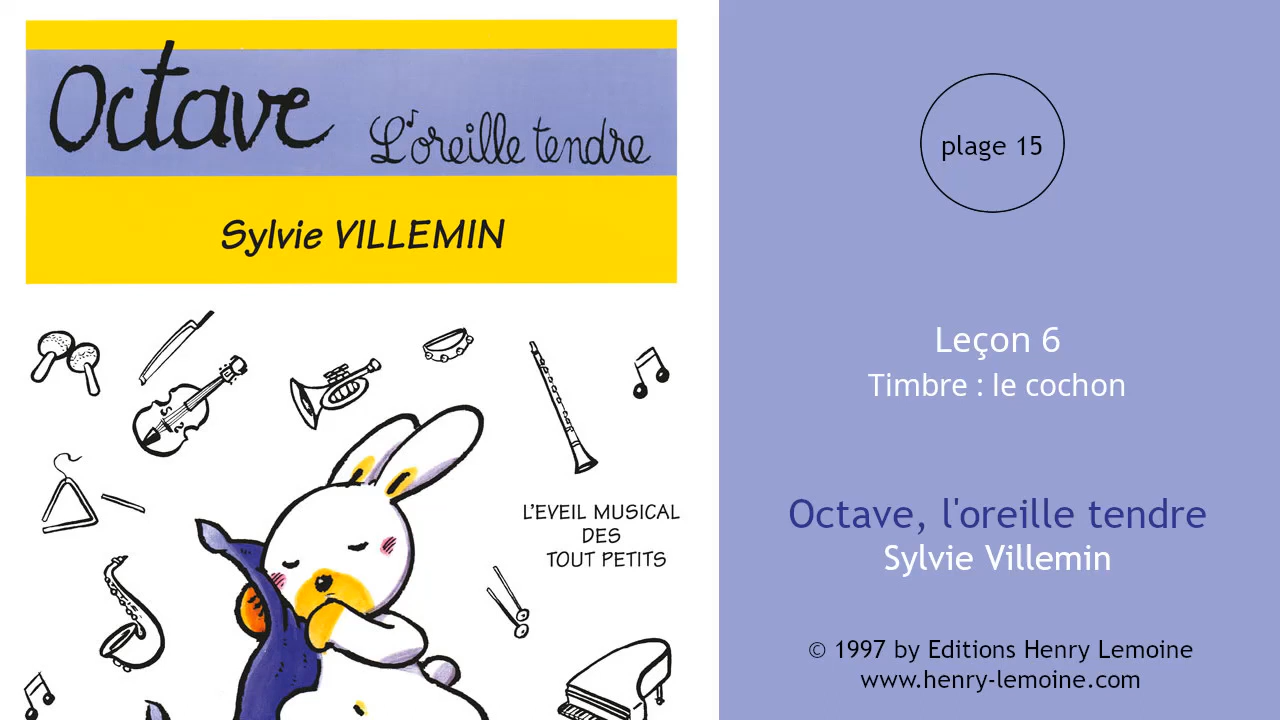 Octave L'oreille tendre
Sylvie VILLEMIN
L'EVEIL MUSICAL
DES
TOUT PETITS
plage 15
Leçon 6
Timbre : le cochon
Octave, l'oreille tendre
Sylvie Villemin
© 1997 by Editions Henry Lemoine
www.henry-lemoine.com